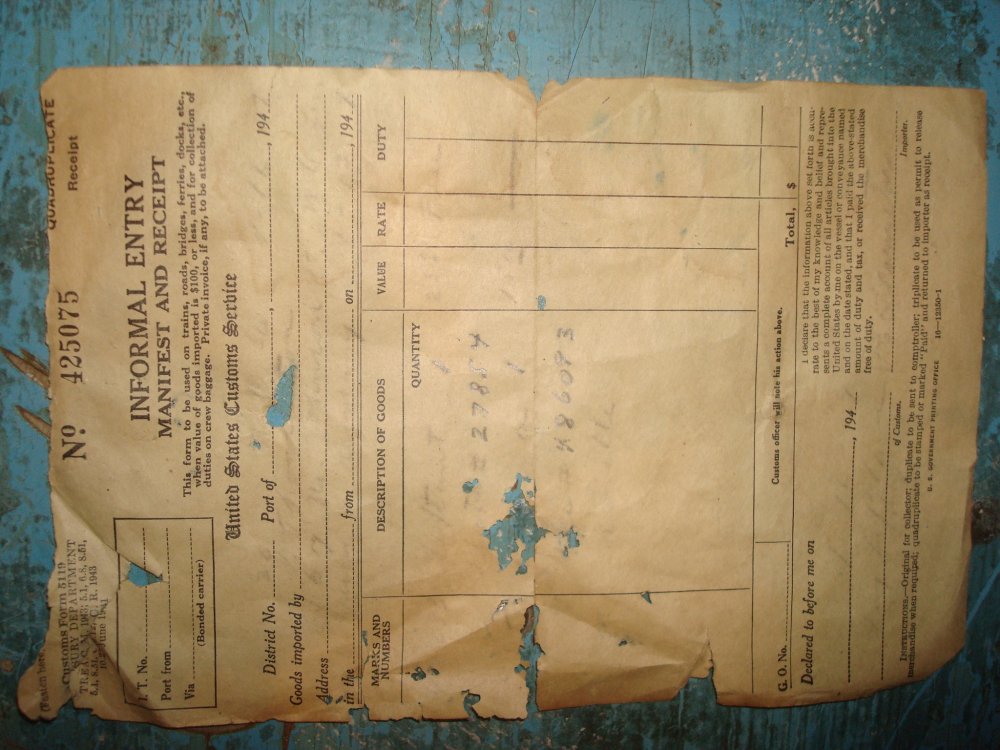 Customs Form 5119
TREASURY DEPARTMENT
5.1, 8.51, C. R. 1943
June 1941
QUADRUPLICATE
Receipt
Nº 425075
I. T. No.
Port from
Via
(Bonded carrier)
INFORMAL ENTRY
MANIFEST AND RECEIPT
This form to be used on trains, roads, bridges, ferries, docks, etc.,
when value of goods imported is $100, or less, and for collection of
duties on crew baggage. Private invoice, if any, to be attached.
United States Customs Service
District No. Port of , , 194
Goods imported by
Address
in the from on , 194
MARKS AND
NUMBERS
DESCRIPTION OF GOODS
QUANTITY
VALUE
RATE
DUTY
27854 1
486093 1
G. O. No.
Customs officer will note his action above.
Total, $
Declared to before me on
, 194
of Customs.
I declare that the information above set forth is accu-
rate to the best of my knowledge and belief and repre-
sents a complete account of all articles brought into the
United States by me on the vessel or conveyance named
and on the date stated, and that I paid the above-stated
amount of duty and tax, or received the merchandise
free of duty.
Importer.
INSTRUCTIONS.—Original for collector; duplicate to be sent to comptroller; triplicate to be used as permit to release
merchandise when required; quadruplicate to be stamped or marked "Paid" and returned to importer as receipt.
U. S. GOVERNMENT PRINTING OFFICE 16—12350-1